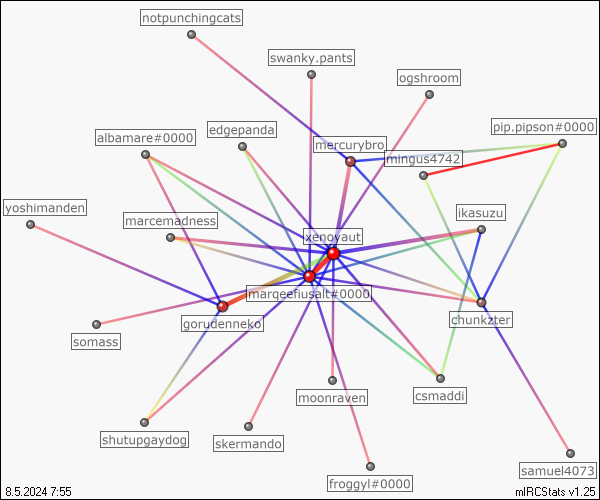 notpunchingcats
swanky.pants
ogshroom
pip.pipson#0000
edgepanda
albamare#0000
mercurybro
mingus4742
yoshimanden
marcemadness
ikasuzu
xenoyaut
marqeefiusalt#0000
gorudenneko
chunkzter
somass
moonraven
csmaddi
shutupgaydog
skermando
samuel4073
froggyl#0000
8.5.2024 7:55
mIRCStats v1.25